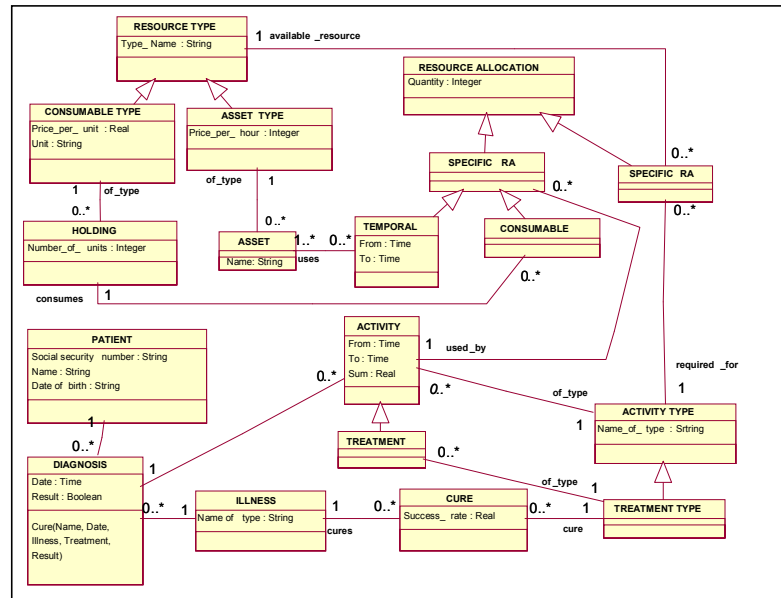 RESOURCE TYPE
Type_ Name : String
1 available _resource
RESOURCE ALLOCATION
Quantity : Integer
CONSUMABLE TYPE
Price_per_ unit : Real
Unit : String
ASSET TYPE
Price_per_ hour : Integer
SPECIFIC RA
0..*
SPECIFIC RA
0..*
0..*
1 of_type
of_type 1
0..*
HOLDING
Number_of_ units : Integer
0..*
ASSET
Name: String
1..*
uses
0..*
TEMPORAL
From : Time
To : Time
CONSUMABLE
0..*
consumes 1
PATIENT
Social security number : String
Name : String
Date of birth : String
1
0..*
ACTIVITY
From : Time
To : Time
Sum : Real
0..*
1 used_by
0..*
required _for
1
of_type
1
ACTIVITY TYPE
Name_of_ type : Srtring
TREATMENT
0..*
of_type
1
DIAGNOSIS
Date : Time
Result : Boolean
Cure(Name, Date,
Illness, Treatment,
Result)
1
0..*
1
ILLNESS
Name of type : String
1
cures
0..*
CURE
Success_ rate : Real
0..*
1
cure
TREATMENT TYPE